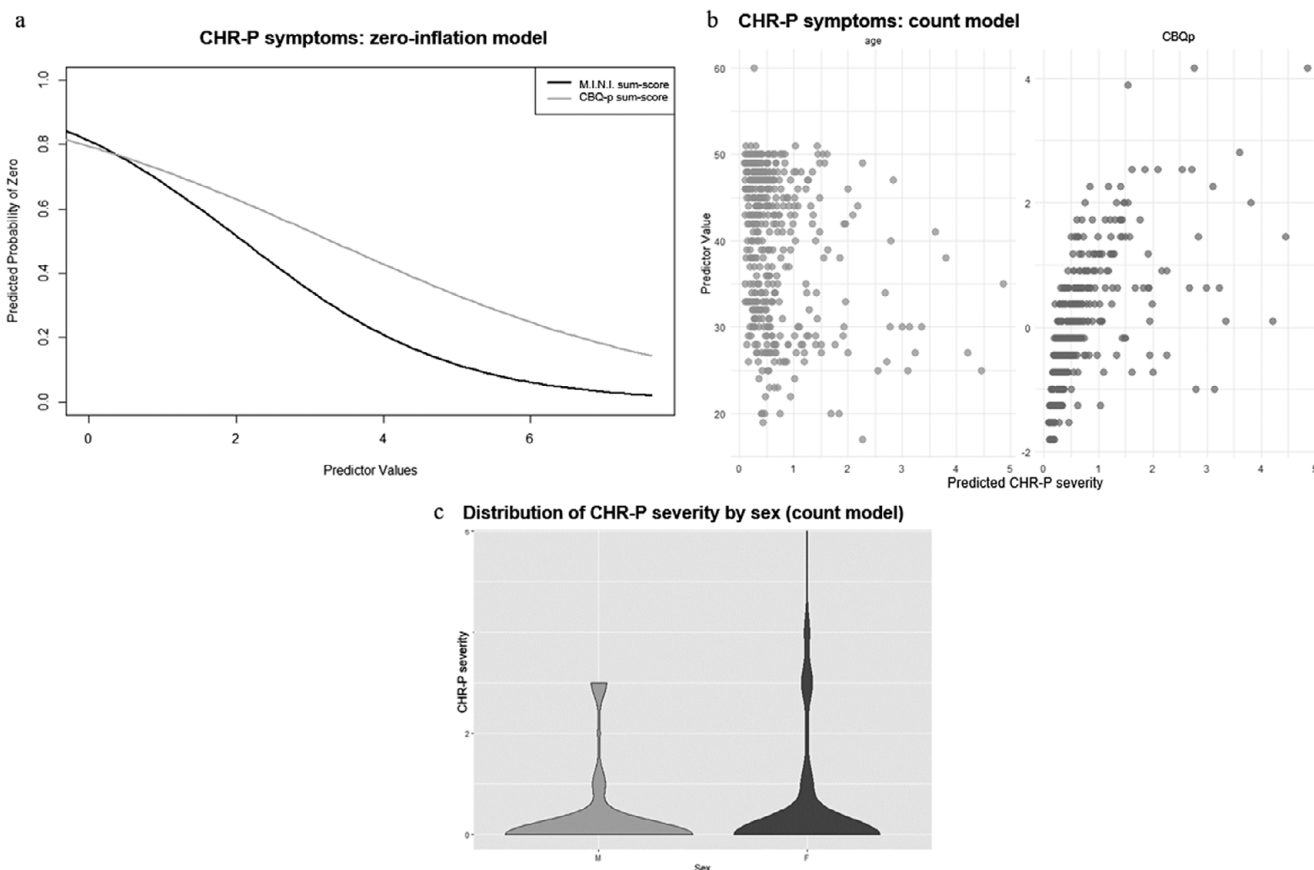 a
CHR-P symptoms: zero-inflation model
Predicted Probability of Zero
1.0
0.8
0.6
0.4
0.2
0.0
M.I.N.I. sum-score
CBQ-p sum-score
0 2 4 6
Predictor Values
b
CHR-P symptoms: count model
age
CBQp
Predictor Value
60
50
40
30
20
4
2
0
-2
0 1 2 3 4 5
0 1 2 3 4 5
Predicted CHR-P severity
c
Distribution of CHR-P severity by sex (count model)
CHR-P severity
6
2
0
M F
Sex